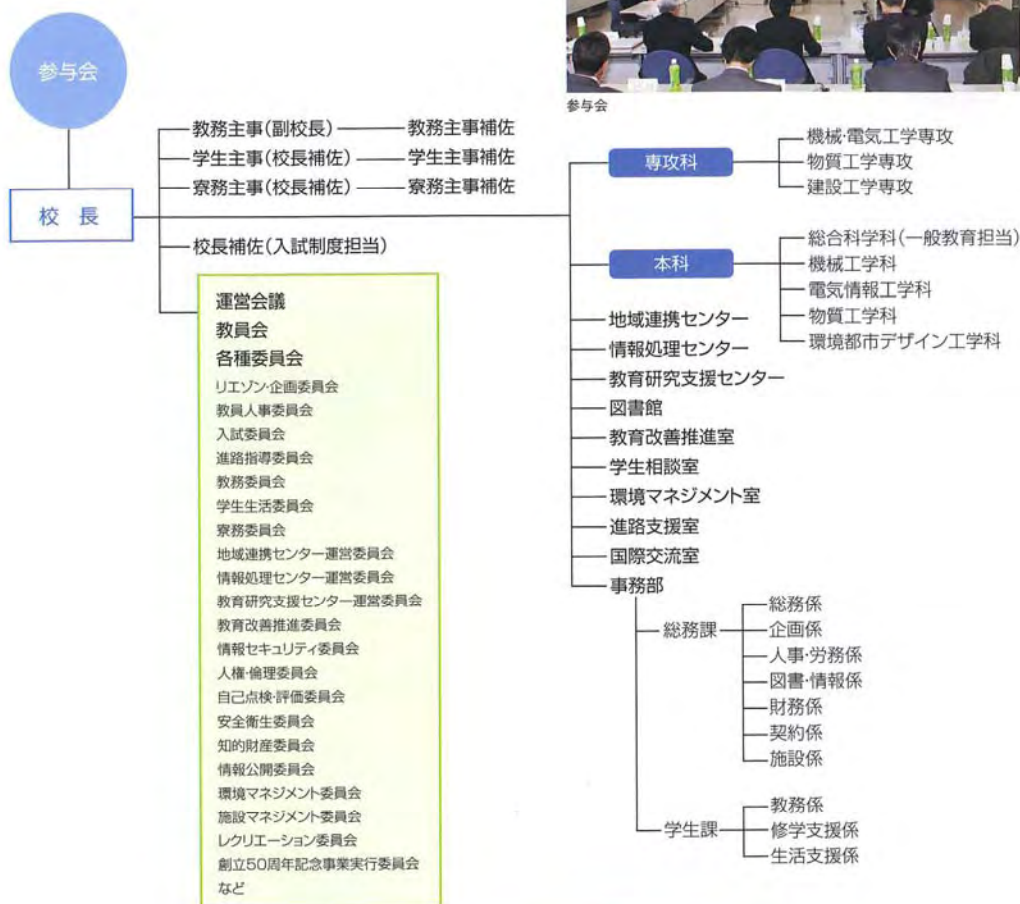 参与会
参与会
校長
教務主事(副校長) 教務主事補佐
学生主事(校長補佐) 学生主事補佐
寮務主事(校長補佐) 寮務主事補佐
校長補佐(入試制度担当)
運営会議
教員会
各種委員会
リエゾン・企画委員会
教員人事委員会
入試委員会
進路指導委員会
教務委員会
学生生活委員会
寮務委員会
地域連携センター運営委員会
情報処理センター運営委員会
教育研究支援センター運営委員会
教育改善推進委員会
情報セキュリティ委員会
人権・倫理委員会
自己点検・評価委員会
安全衛生委員会
知的財産委員会
情報公開委員会
環境マネジメント委員会
施設マネジメント委員会
レクリエーション委員会
創立50周年記念事業実行委員会
など
専攻科
機械・電気工学専攻
物質工学専攻
建設工学専攻
本科
総合科学科(一般教育担当)
機械工学科
電気情報工学科
物質工学科
環境都市デザイン工学科
地域連携センター
情報処理センター
教育研究支援センター
図書館
教育改善推進室
学生相談室
環境マネジメント室
進路支援室
国際交流室
事務部
総務課
総務係
企画係
人事・労務係
図書・情報係
財務係
契約係
施設係
学生課
教務係
修学支援係
生活支援係